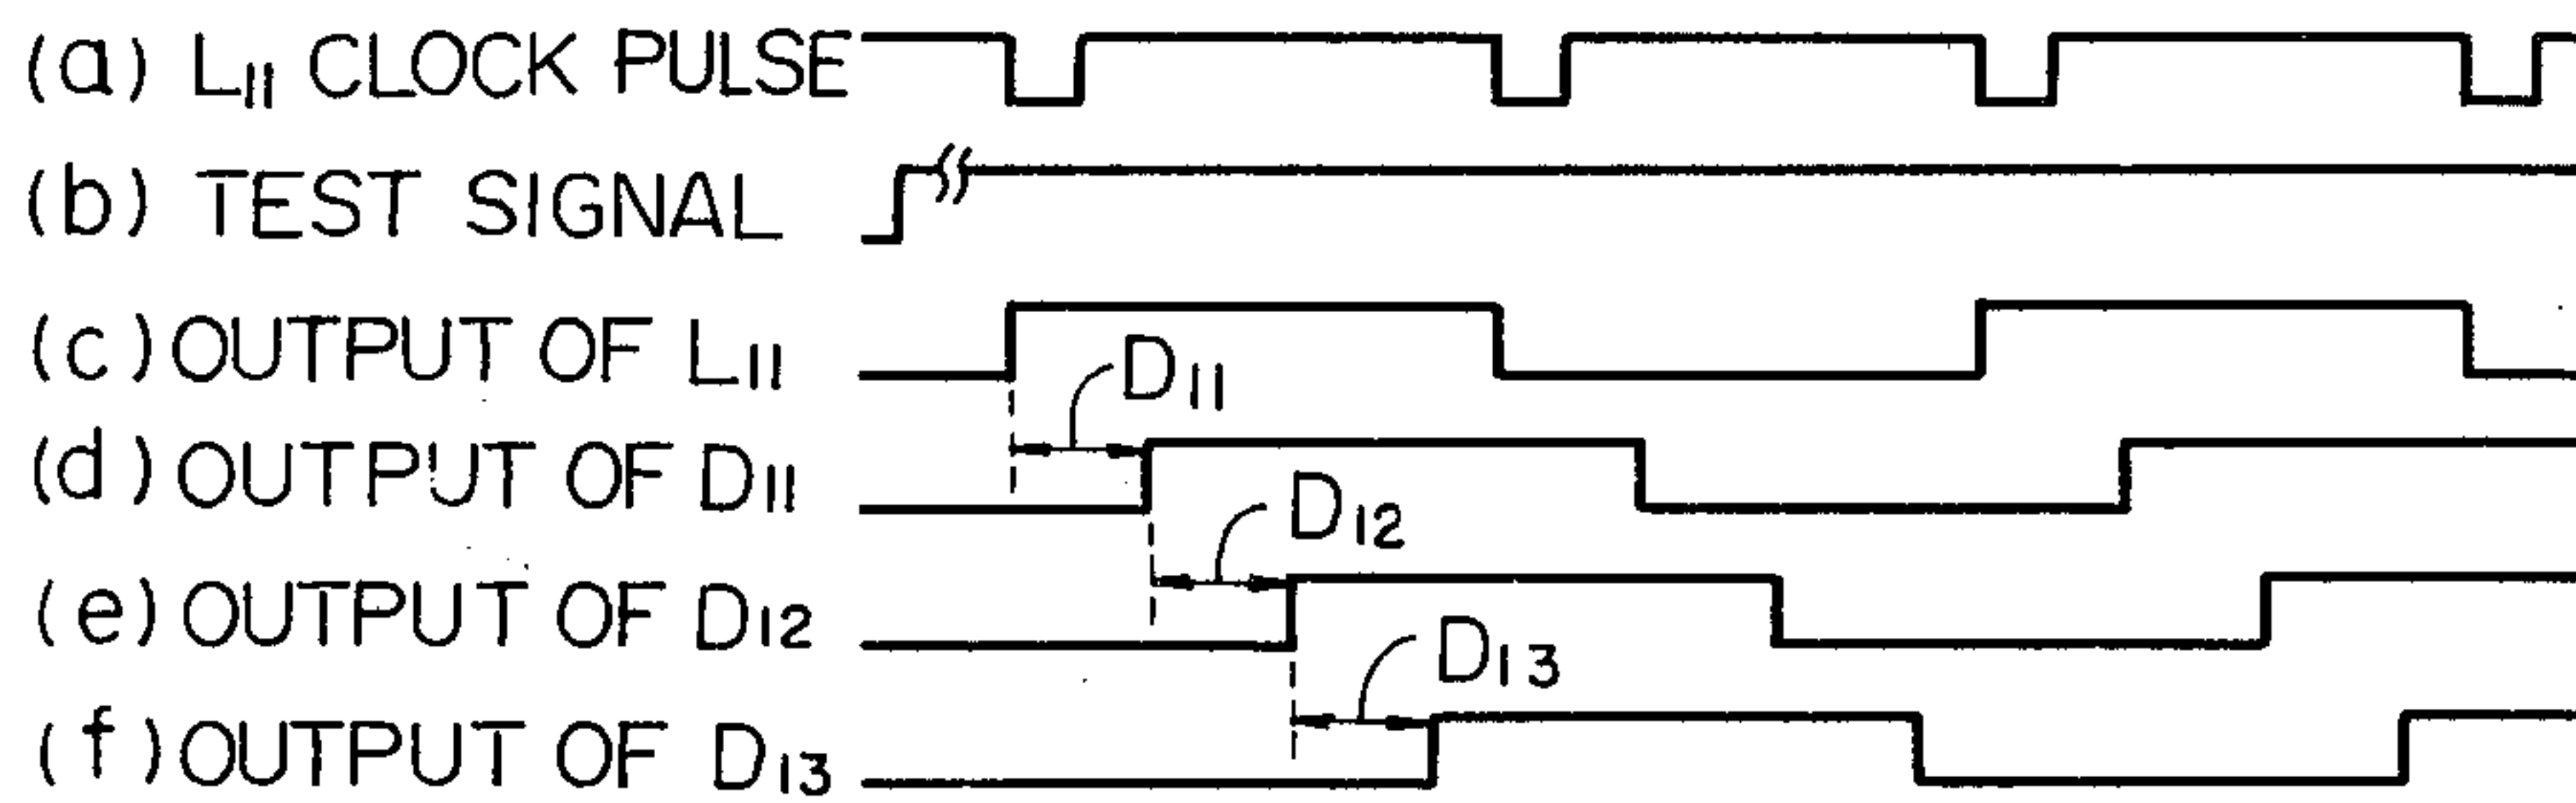 (a) L11 CLOCK PULSE
(b) TEST SIGNAL
(c) OUTPUT OF L11
D11
(d) OUTPUT OF D11
D12
(e) OUTPUT OF D12
D13
(f) OUTPUT OF D13